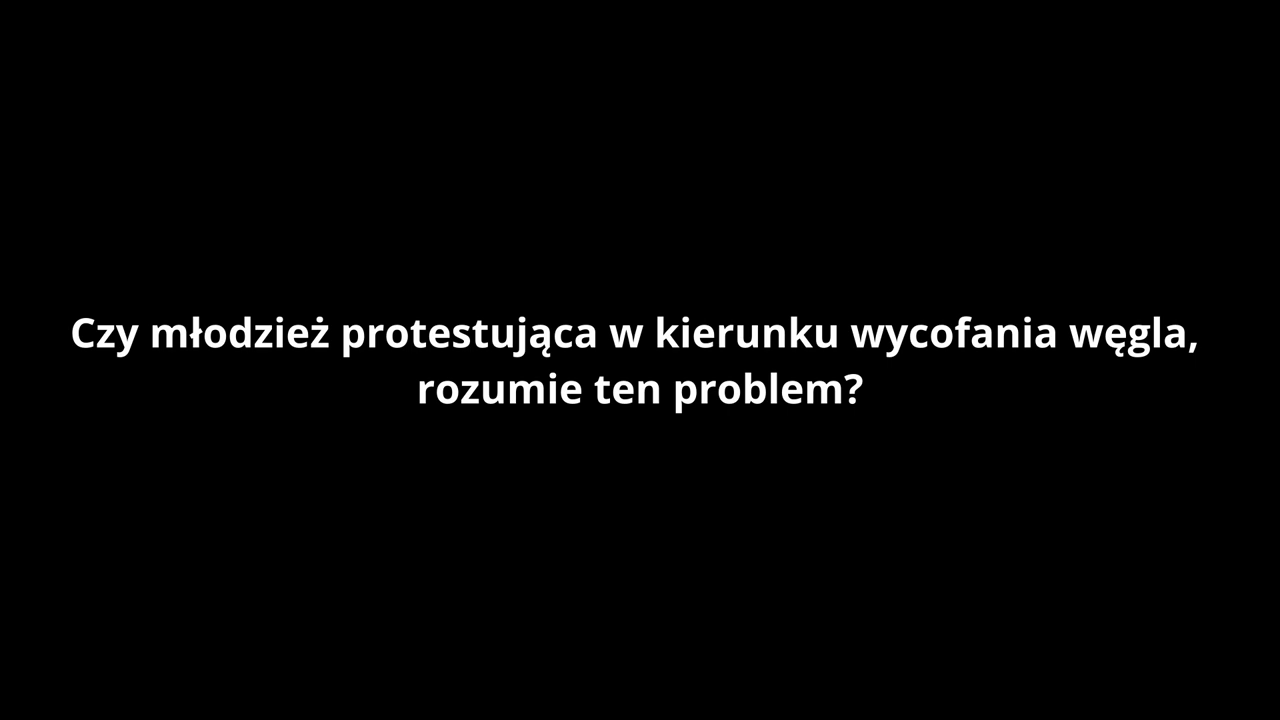 Czy młodzież protestująca w kierunku wycofania węgla,
rozumie ten problem?